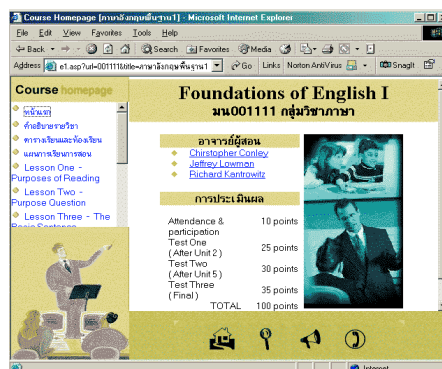 Course Homepage [ภาษาอังกฤษพื้นฐาน1] - Microsoft Internet Explorer
File Edit View Favorites Tools Help
Back Search Favorites Media
Address e1.asp?url=001111&title=ภาษาอังกฤษพื้นฐาน1 Go Links Norton AntiVirus SnagIt
Course homepage
หน้าแรก
คำอธิบายรายวิชา
ตารางเรียนและห้องเรียน
แผนการเรียนการสอน
Lesson One -
Purposes of Reading
Lesson Two -
Purpose Question
Lesson Three - The
Basic Sentence
Foundations of English I
มน001111 กลุ่มวิชาภาษา
อาจารย์ผู้สอน
Chirstopher Conley
Jeffrey Lowman
Richard Kantrowitz
การประเมินผล
Attendance & participation 10 points
Test One
( After Unit 2 ) 25 points
Test Two
( After Unit 5 ) 30 points
Test Three
( Final ) 35 points
TOTAL 100 points
Internet